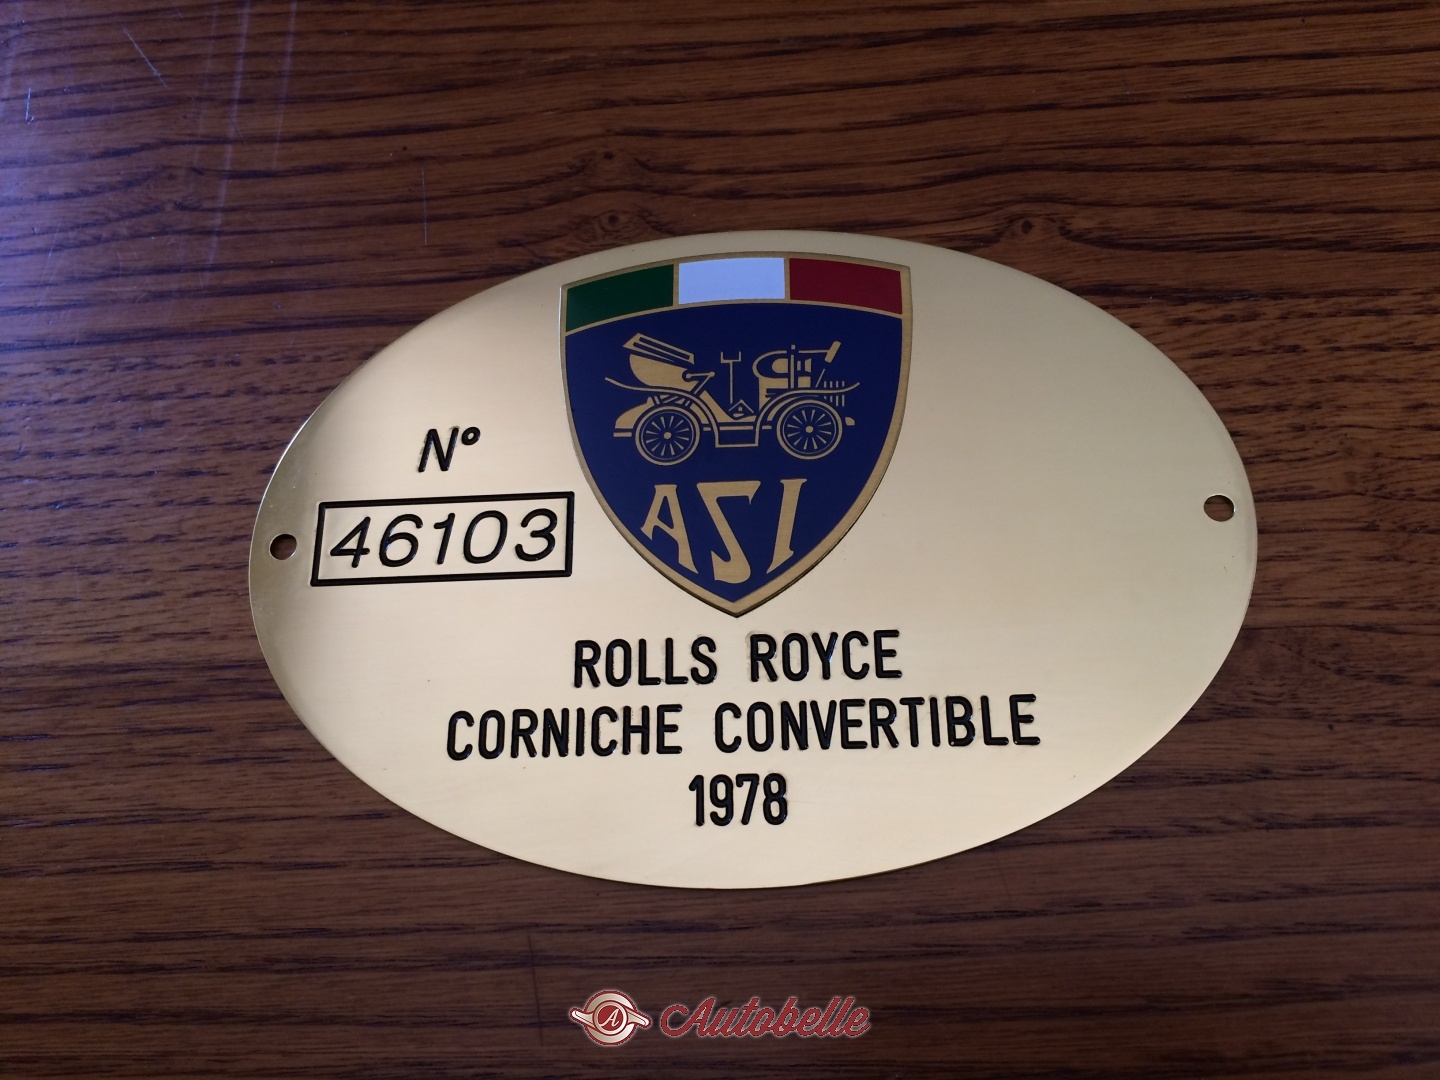 ASI
N°
46103
ROLLS ROYCE
CORNICHE CONVERTIBLE
1978
A Autobelle